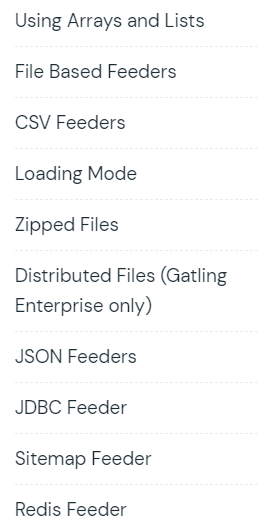 Using Arrays and Lists
File Based Feeders
CSV Feeders
Loading Mode
Zipped Files
Distributed Files (Gatling
Enterprise only)
JSON Feeders
JDBC Feeder
Sitemap Feeder
Redis Feeder